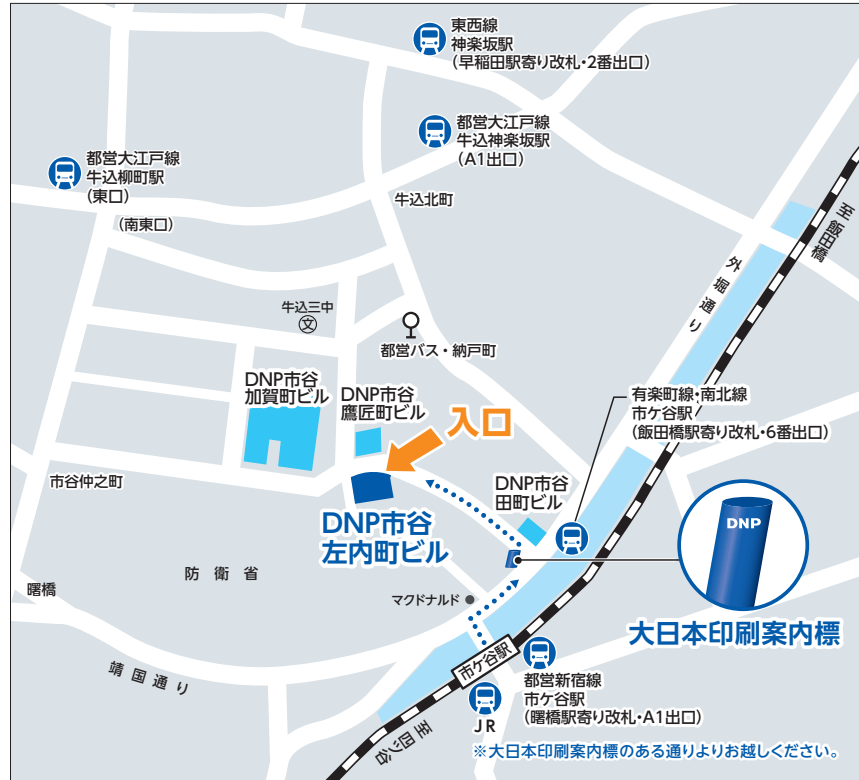 東西線
神楽坂駅
(早稲田駅寄り改札・2番出口)
都営大江戸線
牛込神楽坂駅
(A1出口)
都営大江戸線
牛込柳町駅
(東口)
(南東口)
牛込北町
至飯田橋
外堀通り
牛込三中
文
都営バス・納戸町
DNP市谷
加賀町ビル
DNP市谷
鷹匠町ビル
入口
有楽町線・南北線
市ケ谷駅
(飯田橋駅寄り改札・6番出口)
市谷仲之町
DNP市谷
田町ビル
DNP
DNP市谷
左内町ビル
防衛省
曙橋
マクドナルド
大日本印刷案内標
靖国通り
市ケ谷駅
都営新宿線
市ケ谷駅
(曙橋駅寄り改札・A1出口)
JR
至四ツ谷
※大日本印刷案内標のある通りよりお越しください。